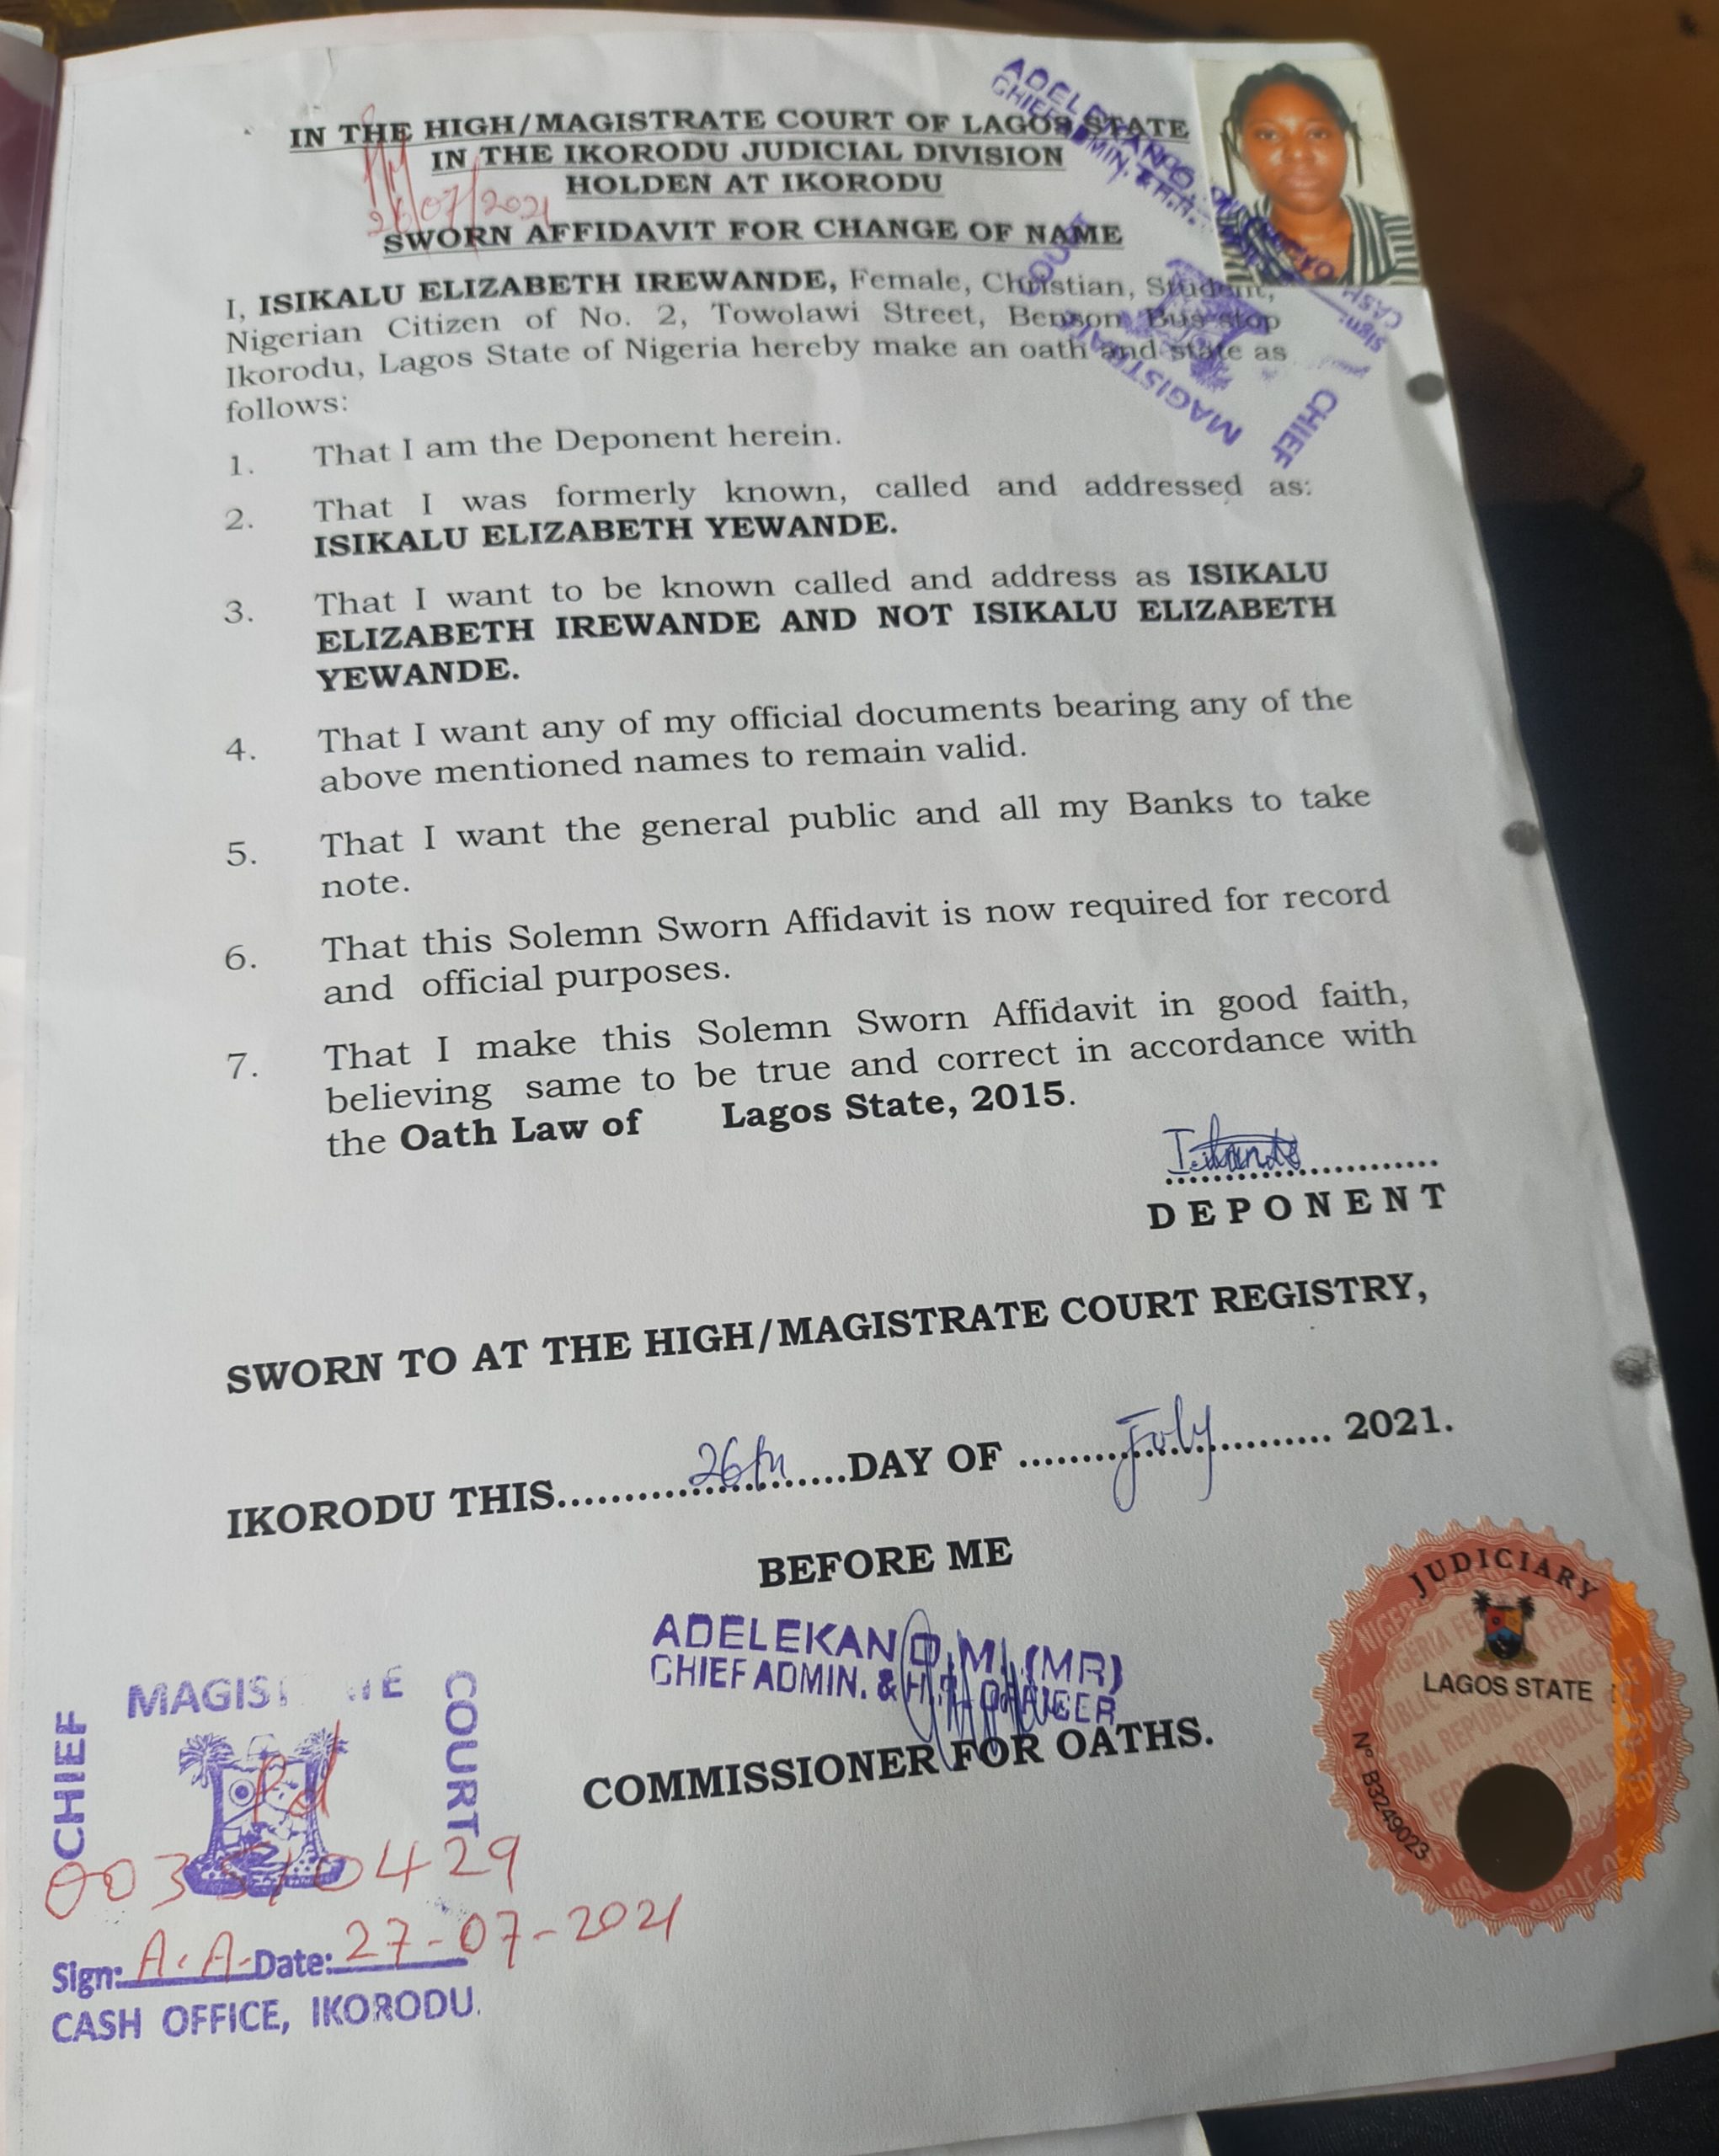 IN THE HIGH/MAGISTRATE COURT OF LAGOS STATE
IN THE IKORODU JUDICIAL DIVISION
HOLDEN AT IKORODU
26/07/2021
SWORN AFFIDAVIT FOR CHANGE OF NAME
I, ISIKALU ELIZABETH IREWANDE, Female, Christian, Student,
Nigerian Citizen of No. 2, Towolawi Street, Benson Bus stop
Ikorodu, Lagos State of Nigeria hereby make an oath and state as
follows:
1. That I am the Deponent herein.
2. That I was formerly known, called and addressed as:
ISIKALU ELIZABETH YEWANDE.
3. That I want to be known called and address as ISIKALU
ELIZABETH IREWANDE AND NOT ISIKALU ELIZABETH
YEWANDE.
4. That I want any of my official documents bearing any of the
above mentioned names to remain valid.
5. That I want the general public and all my Banks to take
note.
6. That this Solemn Sworn Affidavit is now required for record
and official purposes.
7. That I make this Solemn Sworn Affidavit in good faith,
believing same to be true and correct in accordance with
the Oath Law of Lagos State, 2015.
DEPONENT
SWORN TO AT THE HIGH/MAGISTRATE COURT REGISTRY,
IKORODU THIS..........26th..........DAY OF ..........July.......... 2021.
BEFORE ME
ADELEKAN O. M. (MR)
CHIEF ADMIN. & OFFICER
COMMISSIONER FOR OATHS.
CHIEF
MAGISTRATE
COURT
Pd
Sign: A.A Date: 27-07-2021
CASH OFFICE, IKORODU.
JUDICIARY
LAGOS STATE
Nº B3249023
CHIEF
MAGISTRATE